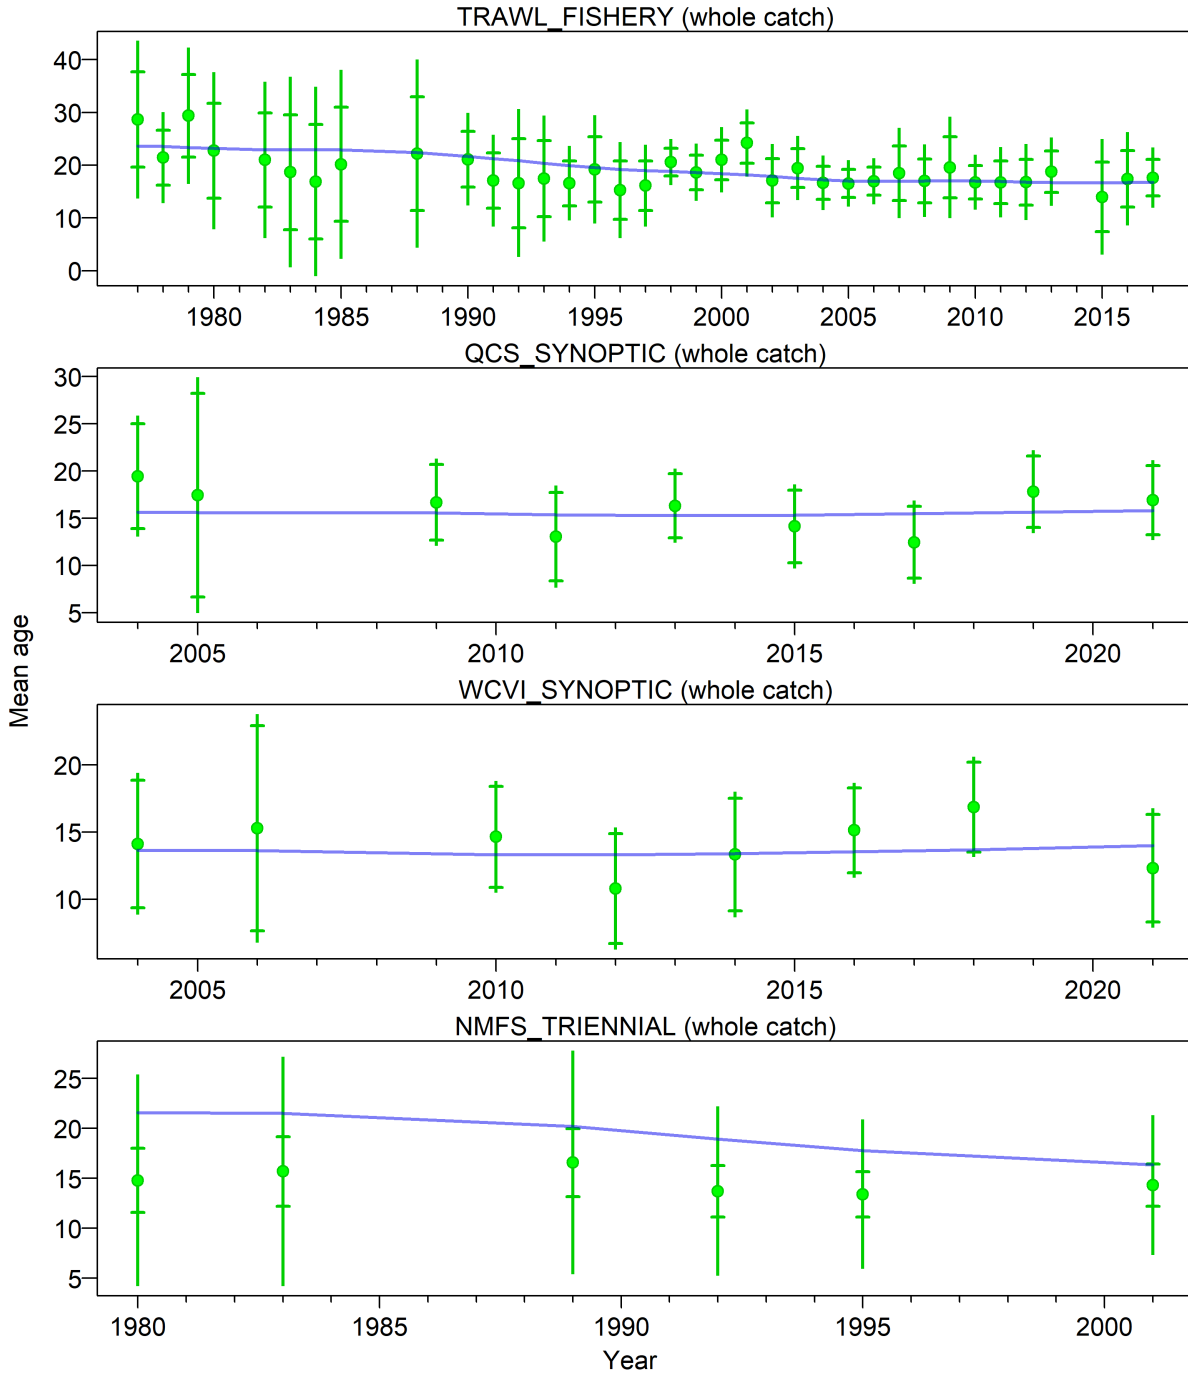 TRAWL_FISHERY (whole catch)
40
30
20
10
0
1980 1985 1990 1995 2000 2005 2010 2015
QCS_SYNOPTIC (whole catch)
30
25
20
15
10
5
2005 2010 2015 2020
Mean age
WCVI_SYNOPTIC (whole catch)
20
15
10
2005 2010 2015 2020
NMFS_TRIENNIAL (whole catch)
25
20
15
10
5
1980 1985 1990 1995 2000
Year